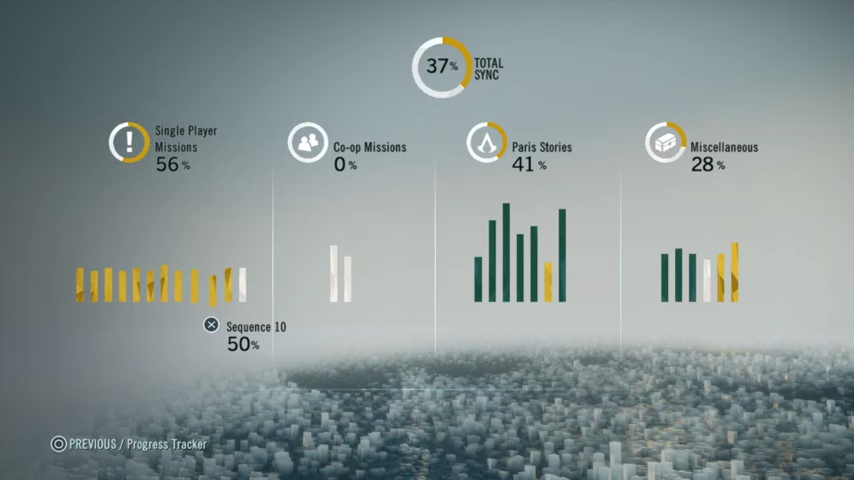 37%
TOTAL
SYNC
Single Player
Missions
56%
Co-op Missions
0%
Paris Stories
41%
Miscellaneous
28%
Sequence 10
50%
PREVIOUS / Progress Tracker